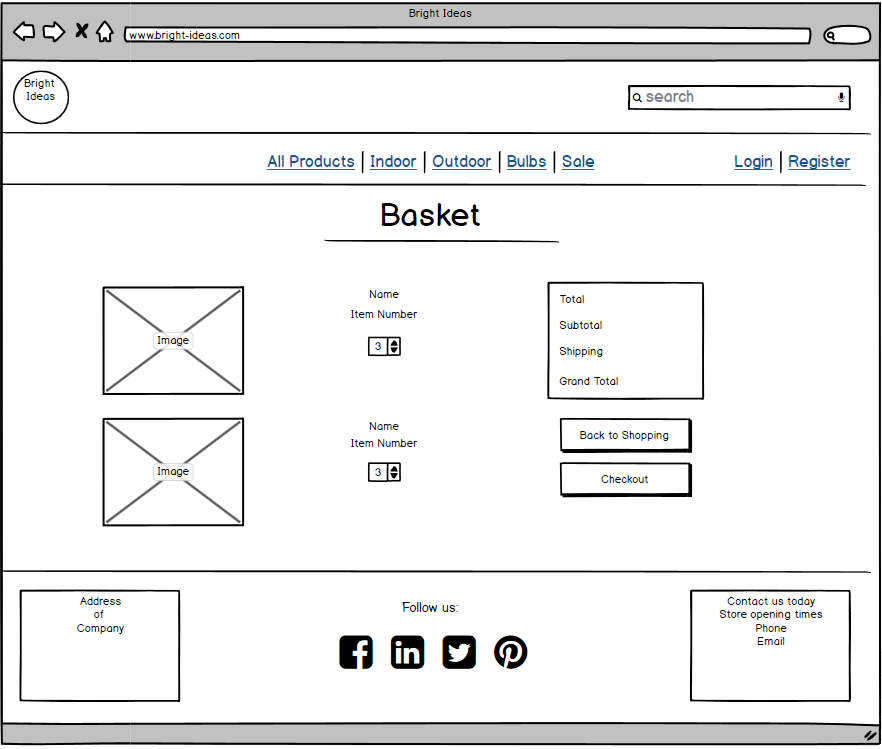 Bright Ideas
www.bright-ideas.com
Bright
Ideas
search
All Products | Indoor | Outdoor | Bulbs | Sale
Login | Register
Basket
Image
Name
Item Number
3
Total
Subtotal
Shipping
Grand Total
Image
Name
Item Number
3
Back to Shopping
Checkout
Address
of
Company
Follow us:
Contact us today
Store opening times
Phone
Email